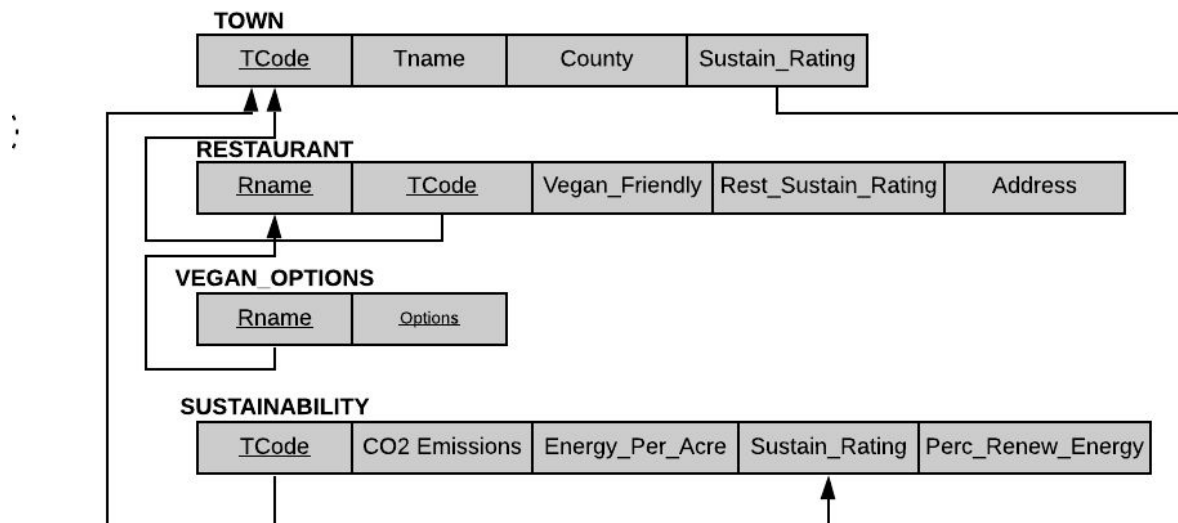 TOWN
TCode Tname County Sustain_Rating
RESTAURANT
Rname TCode Vegan_Friendly Rest_Sustain_Rating Address
VEGAN_OPTIONS
Rname Options
SUSTAINABILITY
TCode CO2 Emissions Energy_Per_Acre Sustain_Rating Perc_Renew_Energy